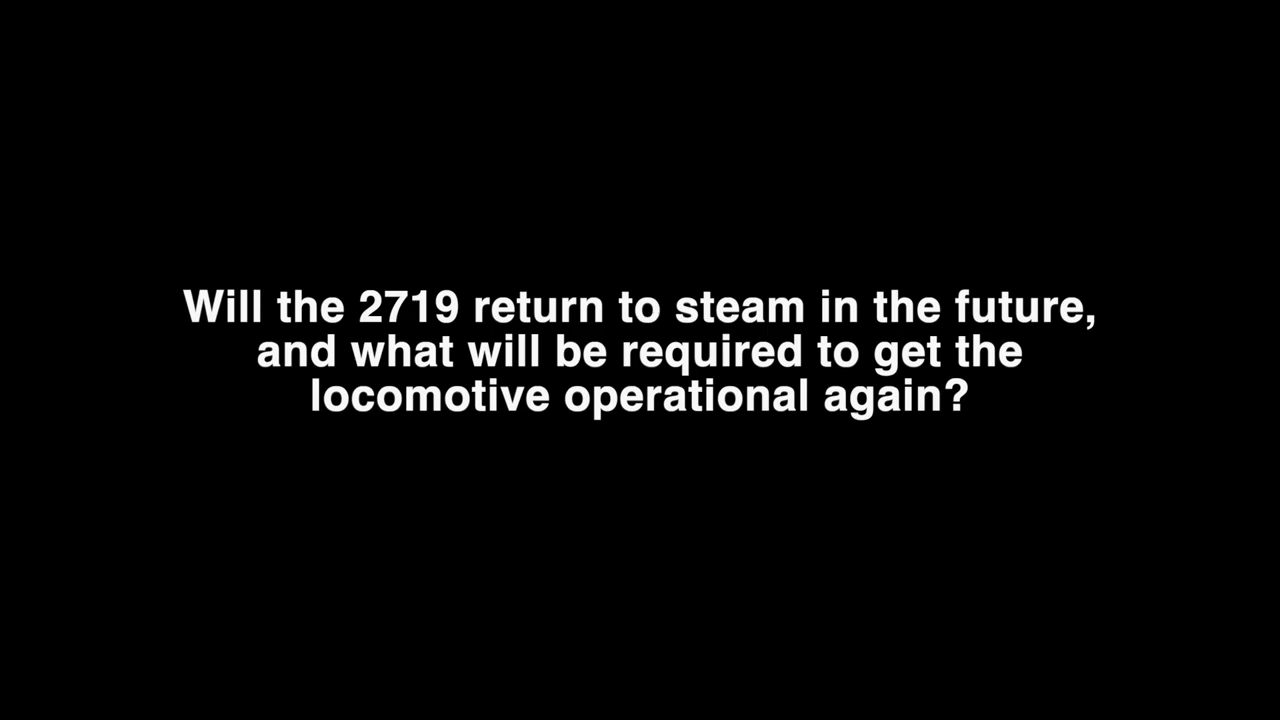 Will the 2719 return to steam in the future,
and what will be required to get the
locomotive operational again?